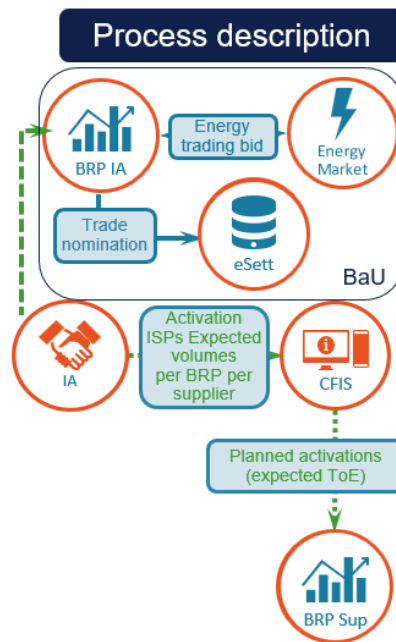 Process description
BRP IA
Energy
trading bid
Energy
Market
Trade
nomination
eSett
BaU
IA
Activation
ISPs Expected
volumes
per BRP per
supplier
CFIS
Planned activations
(expected ToE)
BRP Sup